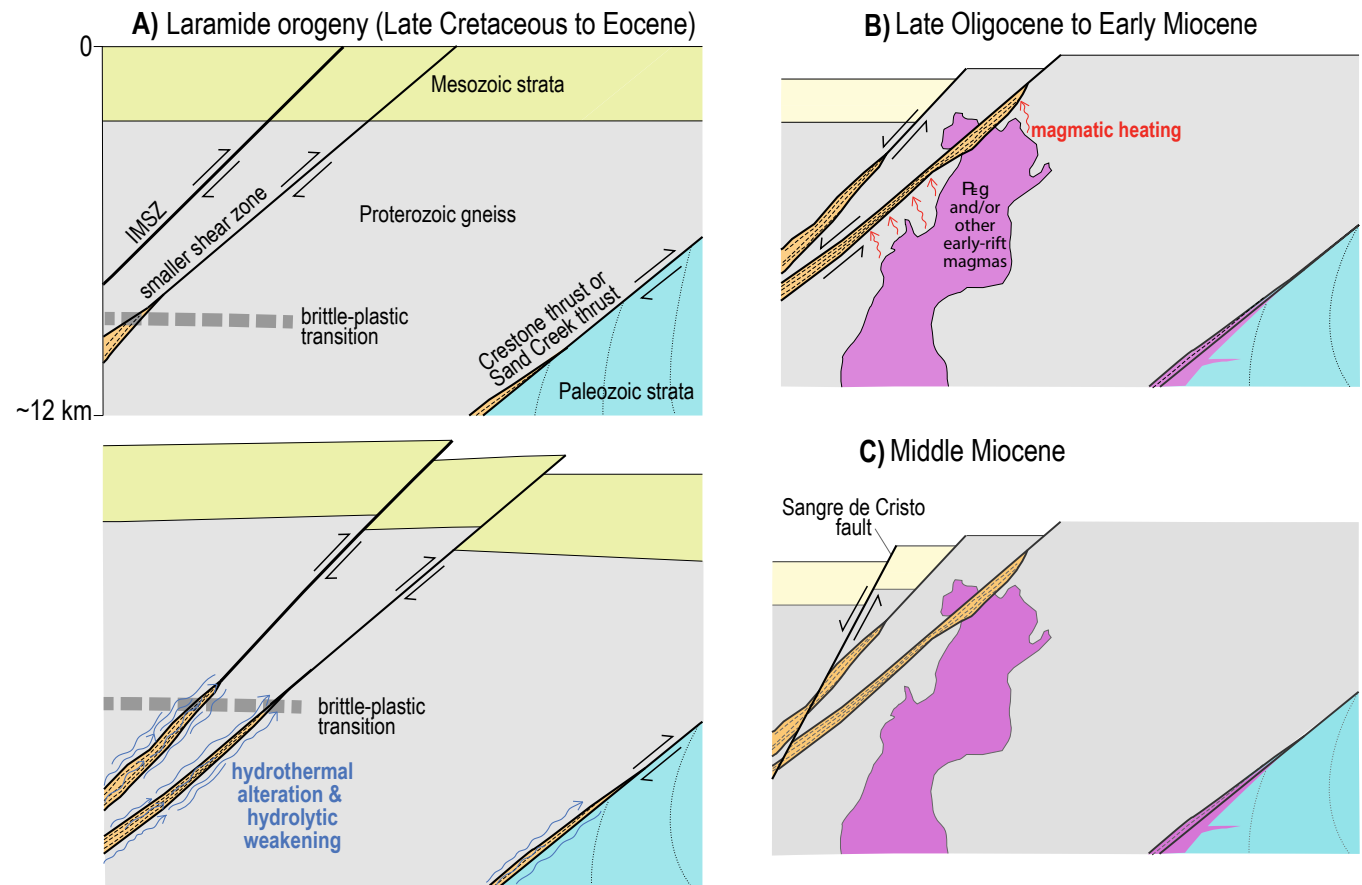 A) Laramide orogeny (Late Cretaceous to Eocene)
0
Mesozoic strata
IMSZ
smaller shear zone
Proterozoic gneiss
brittle-plastic
transition
Crestone thrust or
Sand Creek thrust
Paleozoic strata
~12 km
brittle-plastic
transition
hydrothermal
alteration &
hydrolytic
weakening
B) Late Oligocene to Early Miocene
magmatic heating
and/or
other
early-rift
magmas
C) Middle Miocene
Sangre de Cristo
fault